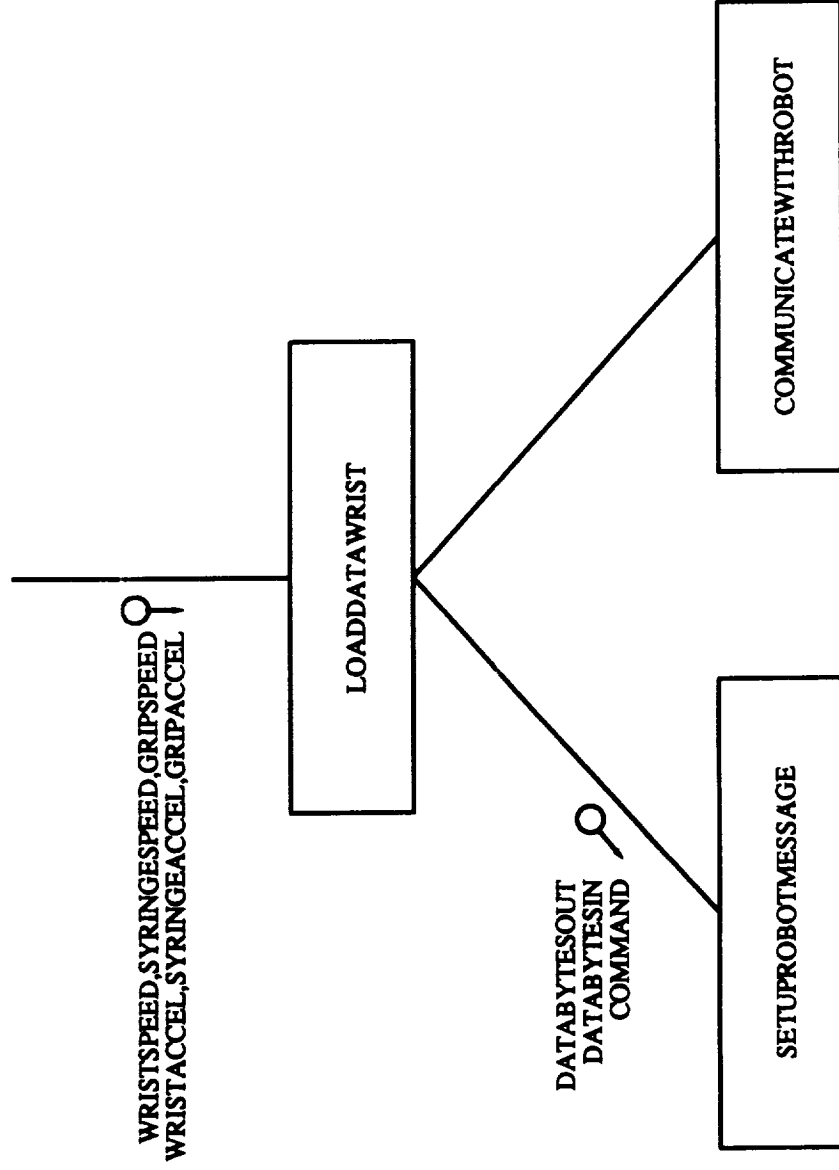 WRISTSPEED,SYRINGESPEED,GRIPSPEED
WRISTACCEL,SYRINGEACCEL,GRIPACCEL
LOADDATAWRIST
DATABYTESOUT
DATABYTESIN
COMMAND
SETUPROBOTMESSAGE
COMMUNICATEWITHROBOT